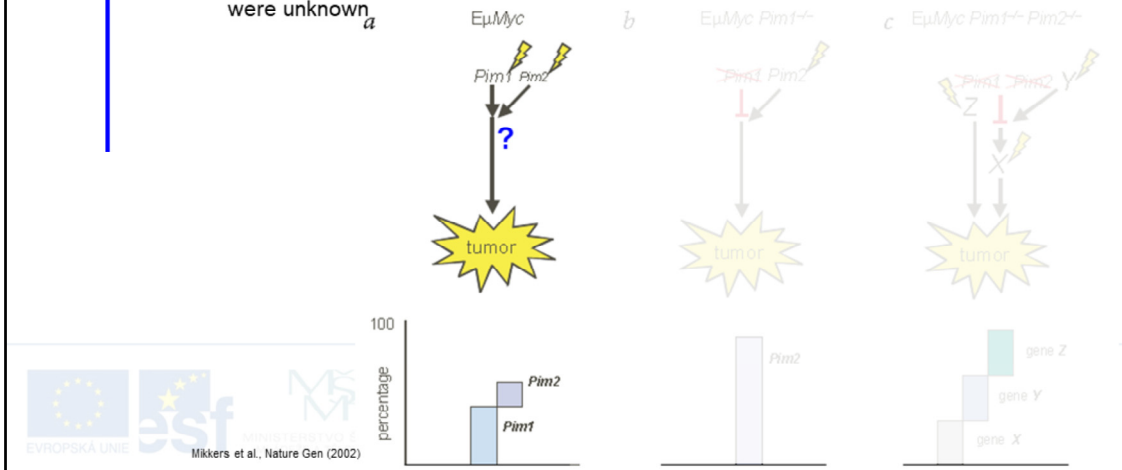 were unknown
a EμMyc
b EμMyc Pim1-/-
c EμMyc Pim1-/- Pim2-/-
Pim1 Pim2
Pim1 Pim2
Pim1 Pim2 Y
Z
?
X
tumor
tumor
tumor
100
percentage
Pim2
Pim1
Pim2
gene Z
gene Y
gene X
EVROPSKÁ UNIE
esf
MŠ
MINISTERSTVO
Mikkers et al., Nature Gen (2002)